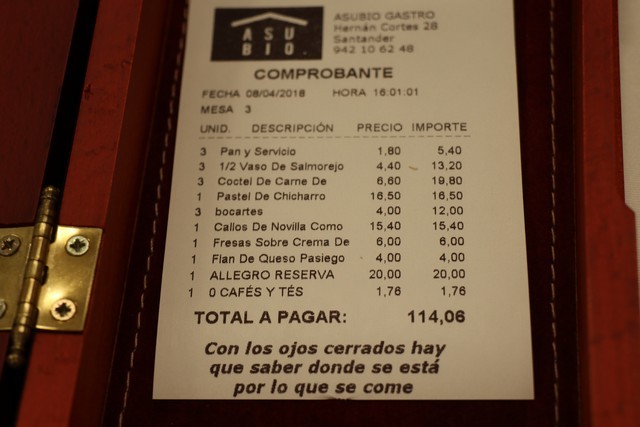 ASU
BIO.
ASUBIO GASTRO
Hernán Cortes 28
Santander
942 10 62 48
COMPROBANTE
FECHA 08/04/2018 HORA 16:01:01
MESA 3
UNID. DESCRIPCIÓN PRECIO IMPORTE
3 Pan y Servicio 1,80 5,40
3 1/2 Vaso De Salmorejo 4,40 13,20
3 Coctel De Carne De 6,60 19,80
1 Pastel De Chicharro 16,50 16,50
3 bocartes 4,00 12,00
1 Callos De Novilla Como 15,40 15,40
1 Fresas Sobre Crema De 6,00 6,00
1 Flan De Queso Pasiego 4,00 4,00
1 ALLEGRO RESERVA 20,00 20,00
1 0 CAFÉS Y TÉS 1,76 1,76
TOTAL A PAGAR: 114,06
Con los ojos cerrados hay
que saber donde se está
por lo que se come